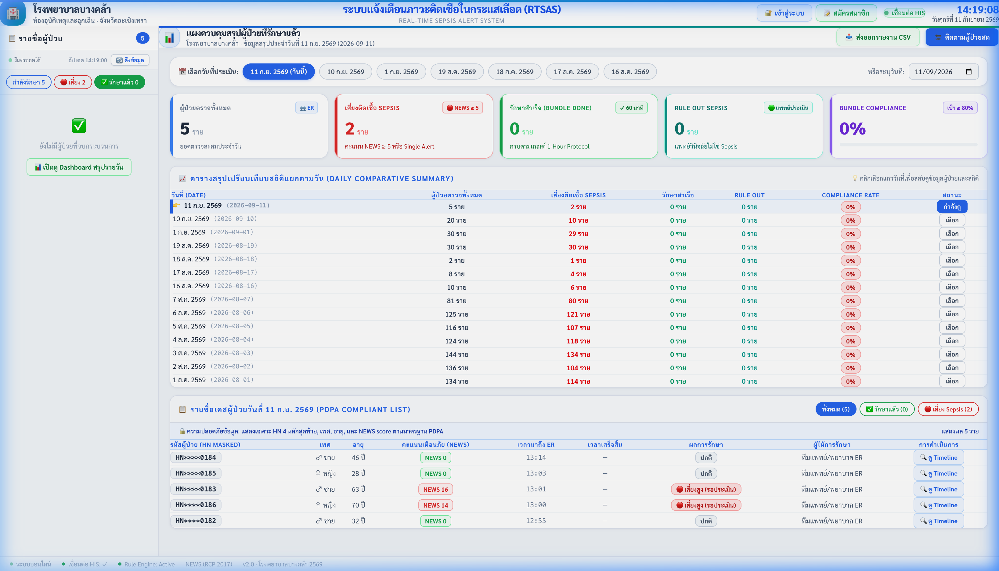 โรงพยาบาลบางคล้า
ห้องอุบัติเหตุและฉุกเฉิน · จังหวัดฉะเชิงเทรา
ระบบแจ้งเตือนภาวะติดเชื้อในกระแสเลือด (RTSAS)
REAL-TIME SEPSIS ALERT SYSTEM
เข้าสู่ระบบ
สมัครสมาชิก
เชื่อมต่อ HIS
14:19:08
วันศุกร์ที่ 11 กันยายน 2569
รายชื่อผู้ป่วย 5
รีเฟรชออโต้ อัปเดต 14:19:00 ดึงข้อมูล
กำลังรักษา 5 เสี่ยง 2 รักษาแล้ว 0
ยังไม่มีผู้ป่วยที่จบกระบวนการ
เปิดดู Dashboard สรุปรายวัน
แผงควบคุมสรุปผู้ป่วยที่รักษาแล้ว
โรงพยาบาลบางคล้า · ข้อมูลสรุปประจำวันที่ 11 ก.ย. 2569 (2026-09-11)
ส่งออกรายงาน CSV
ติดตามผู้ป่วยสด
เลือกวันที่ประเมิน: 11 ก.ย. 2569 (วันนี้) 10 ก.ย. 2569 1 ก.ย. 2569 19 ส.ค. 2569 18 ส.ค. 2569 17 ส.ค. 2569 16 ส.ค. 2569 หรือระบุวันที่: 11/09/2026
ผู้ป่วยตรวจทั้งหมด ER
5 ราย
ยอดตรวจสะสมประจำวัน
เสี่ยงติดเชื้อ SEPSIS NEWS ≥ 5
2 ราย
คะแนน NEWS ≥ 5 หรือ Single Alert
รักษาสำเร็จ (BUNDLE DONE) ✓ 60 นาที
0 ราย
ครบตามเกณฑ์ 1-Hour Protocol
RULE OUT SEPSIS แพทย์ประเมิน
0 ราย
แพทย์วินิจฉัยไม่ใช่ Sepsis
BUNDLE COMPLIANCE เป้า ≥ 80%
0%
ตารางสรุปเปรียบเทียบสถิติแยกตามวัน (DAILY COMPARATIVE SUMMARY) คลิกเลือกแถววันที่เพื่อสลับดูข้อมูลผู้ป่วยและสถิติ
วันที่ (DATE) ผู้ป่วยตรวจทั้งหมด เสี่ยงติดเชื้อ SEPSIS รักษาสำเร็จ RULE OUT COMPLIANCE RATE สถานะ
11 ก.ย. 2569 (2026-09-11) 5 ราย 2 ราย 0 ราย 0 ราย 0% กำลังดู
10 ก.ย. 2569 (2026-09-10) 20 ราย 10 ราย 0 ราย 0 ราย 0% เลือก
1 ก.ย. 2569 (2026-09-01) 30 ราย 29 ราย 0 ราย 0 ราย 0% เลือก
19 ส.ค. 2569 (2026-08-19) 30 ราย 30 ราย 0 ราย 0 ราย 0% เลือก
18 ส.ค. 2569 (2026-08-18) 2 ราย 1 ราย 0 ราย 0 ราย 0% เลือก
17 ส.ค. 2569 (2026-08-17) 8 ราย 4 ราย 0 ราย 0 ราย 0% เลือก
16 ส.ค. 2569 (2026-08-16) 10 ราย 6 ราย 0 ราย 0 ราย 0% เลือก
7 ส.ค. 2569 (2026-08-07) 81 ราย 80 ราย 0 ราย 0 ราย 0% เลือก
6 ส.ค. 2569 (2026-08-06) 125 ราย 121 ราย 0 ราย 0 ราย 0% เลือก
5 ส.ค. 2569 (2026-08-05) 116 ราย 107 ราย 0 ราย 0 ราย 0% เลือก
4 ส.ค. 2569 (2026-08-04) 124 ราย 118 ราย 0 ราย 0 ราย 0% เลือก
3 ส.ค. 2569 (2026-08-03) 144 ราย 134 ราย 0 ราย 0 ราย 0% เลือก
2 ส.ค. 2569 (2026-08-02) 136 ราย 104 ราย 0 ราย 0 ราย 0% เลือก
1 ส.ค. 2569 (2026-08-01) 134 ราย 114 ราย 0 ราย 0 ราย 0% เลือก
รายชื่อเคสผู้ป่วยวันที่ 11 ก.ย. 2569 (PDPA COMPLIANT LIST) ทั้งหมด (5) รักษาแล้ว (0) เสี่ยง Sepsis (2)
ความปลอดภัยข้อมูล: แสดงเฉพาะ HN 4 หลักสุดท้าย, เพศ, อายุ, และ NEWS score ตามมาตรฐาน PDPA แสดงผล 5 ราย
รหัสผู้ป่วย (HN MASKED) เพศ อายุ คะแนนเตือนภัย (NEWS) เวลามาถึง ER เวลาเสร็จสิ้น ผลการรักษา ผู้ให้การรักษา การดำเนินการ
HN****0184 ♂ ชาย 46 ปี NEWS 0 13:14 — ปกติ ทีมแพทย์/พยาบาล ER ดู Timeline
HN****0185 ♀ หญิง 28 ปี NEWS 0 13:03 — ปกติ ทีมแพทย์/พยาบาล ER ดู Timeline
HN****0183 ♂ ชาย 63 ปี NEWS 16 13:01 — เสี่ยงสูง (รอประเมิน) ทีมแพทย์/พยาบาล ER ดู Timeline
HN****0186 ♀ หญิง 70 ปี NEWS 14 13:00 — เสี่ยงสูง (รอประเมิน) ทีมแพทย์/พยาบาล ER ดู Timeline
HN****0182 ♂ ชาย 32 ปี NEWS 0 12:55 — ปกติ ทีมแพทย์/พยาบาล ER ดู Timeline
ระบบออนไลน์ เชื่อมต่อ HIS: ✓ Rule Engine: Active NEWS (RCP 2017) v2.0 · โรงพยาบาลบางคล้า 2569